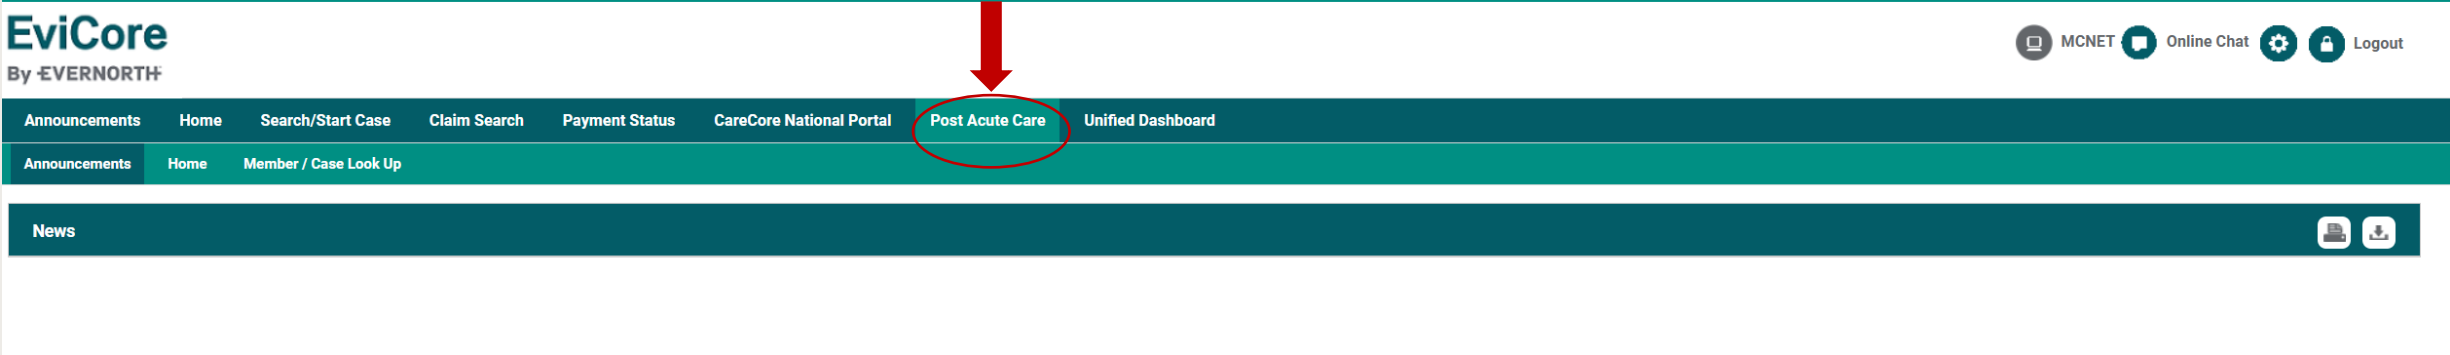 EviCore
By EVERNORTH
MCNET Online Chat Logout
Announcements Home Search/Start Case Claim Search Payment Status CareCore National Portal Post Acute Care Unified Dashboard
Announcements Home Member / Case Look Up
News